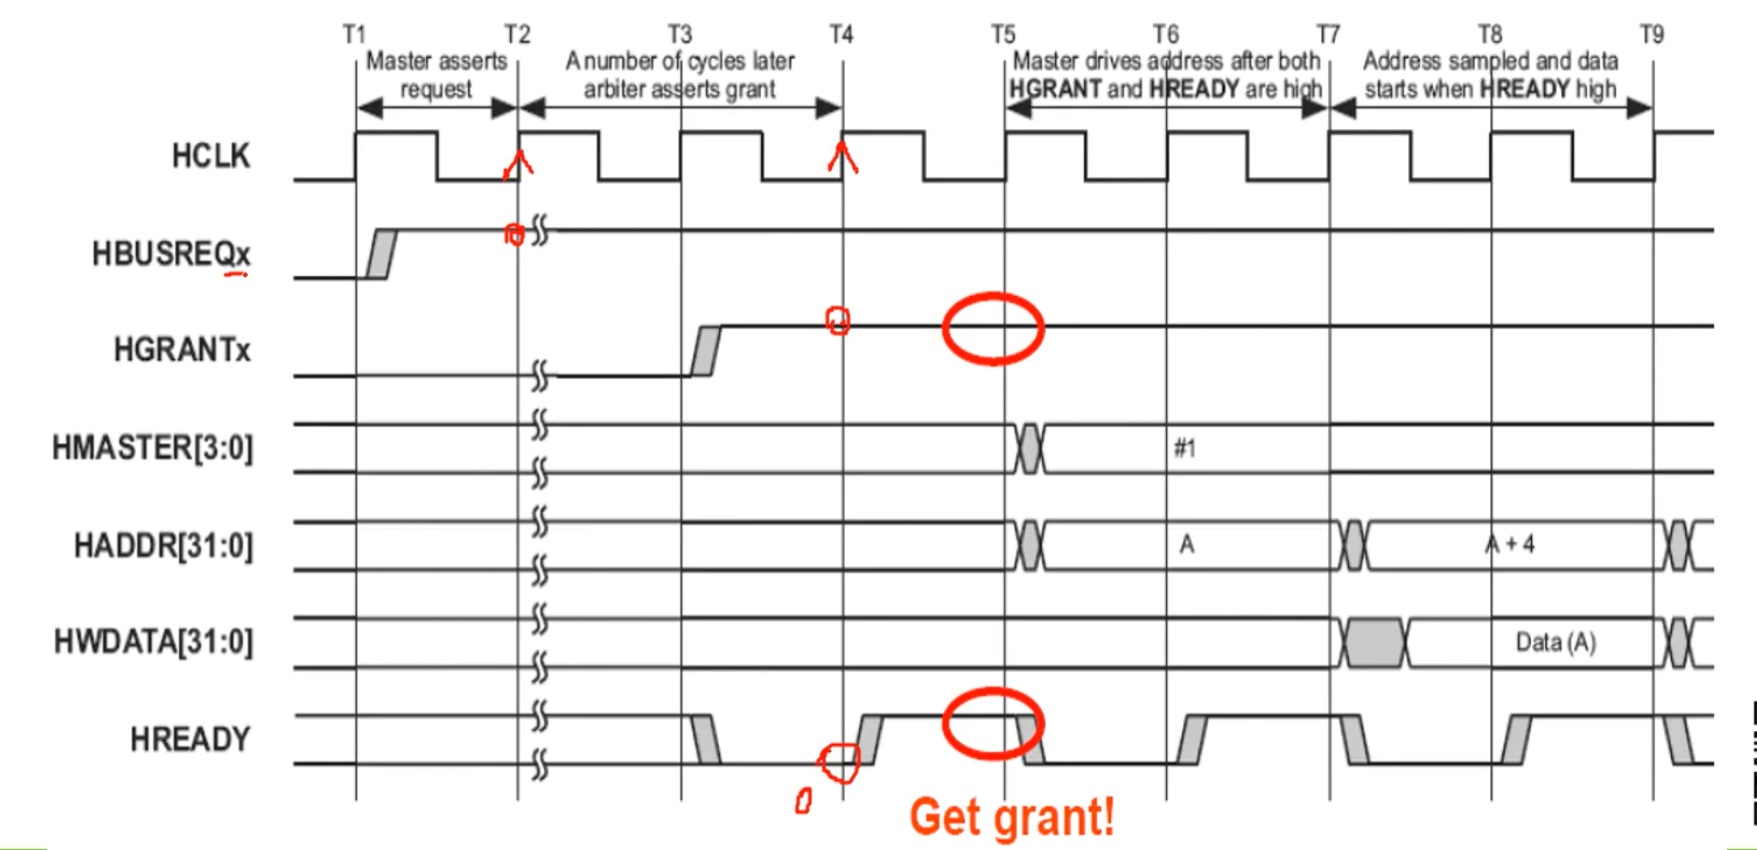 T1 T2 T3 T4 T5 T6 T7 T8 T9
Master asserts
request
A number of cycles later
arbiter asserts grant
Master drives address after both
HGRANT and HREADY are high
Address sampled and data
starts when HREADY high
HCLK
HBUSREQx
HGRANTx
HMASTER[3:0]
#1
HADDR[31:0]
A
A + 4
HWDATA[31:0]
Data (A)
HREADY
0
Get grant!